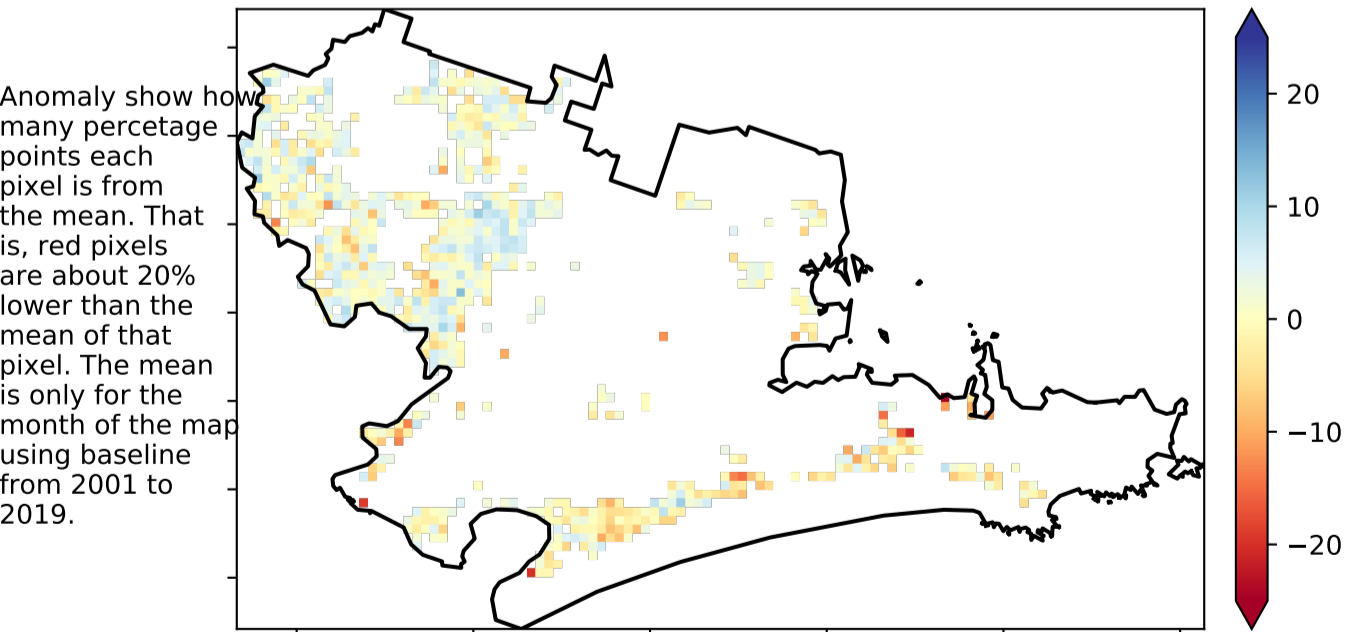 Anomaly show how
many percetage
points each
pixel is from
the mean. That
is, red pixels
are about 20%
lower than the
mean of that
pixel. The mean
is only for the
month of the map
using baseline
from 2001 to
2019.
20
10
0
−10
−20